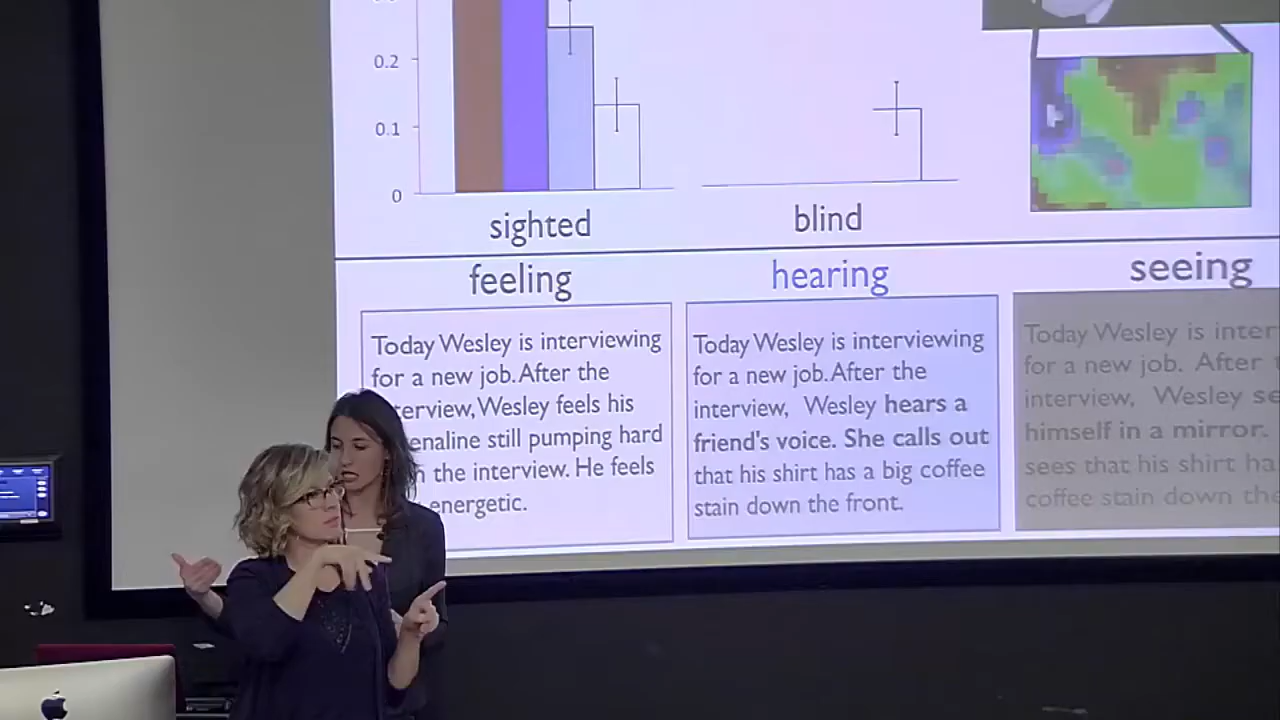 0.2
0.1
0
sighted
blind
feeling
hearing
seeing
Today Wesley is interviewing
for a new job. After the
erview, Wesley feels his
enaline still pumping hard
the interview. He feels
energetic.
Today Wesley is interviewing
for a new job. After the
interview, Wesley hears a
friend's voice. She calls out
that his shirt has a big coffee
stain down the front.
Today Wesley is inter
for a new job. After
interview, Wesley se
himself in a mirror.
sees that his shirt ha
coffee stain down the